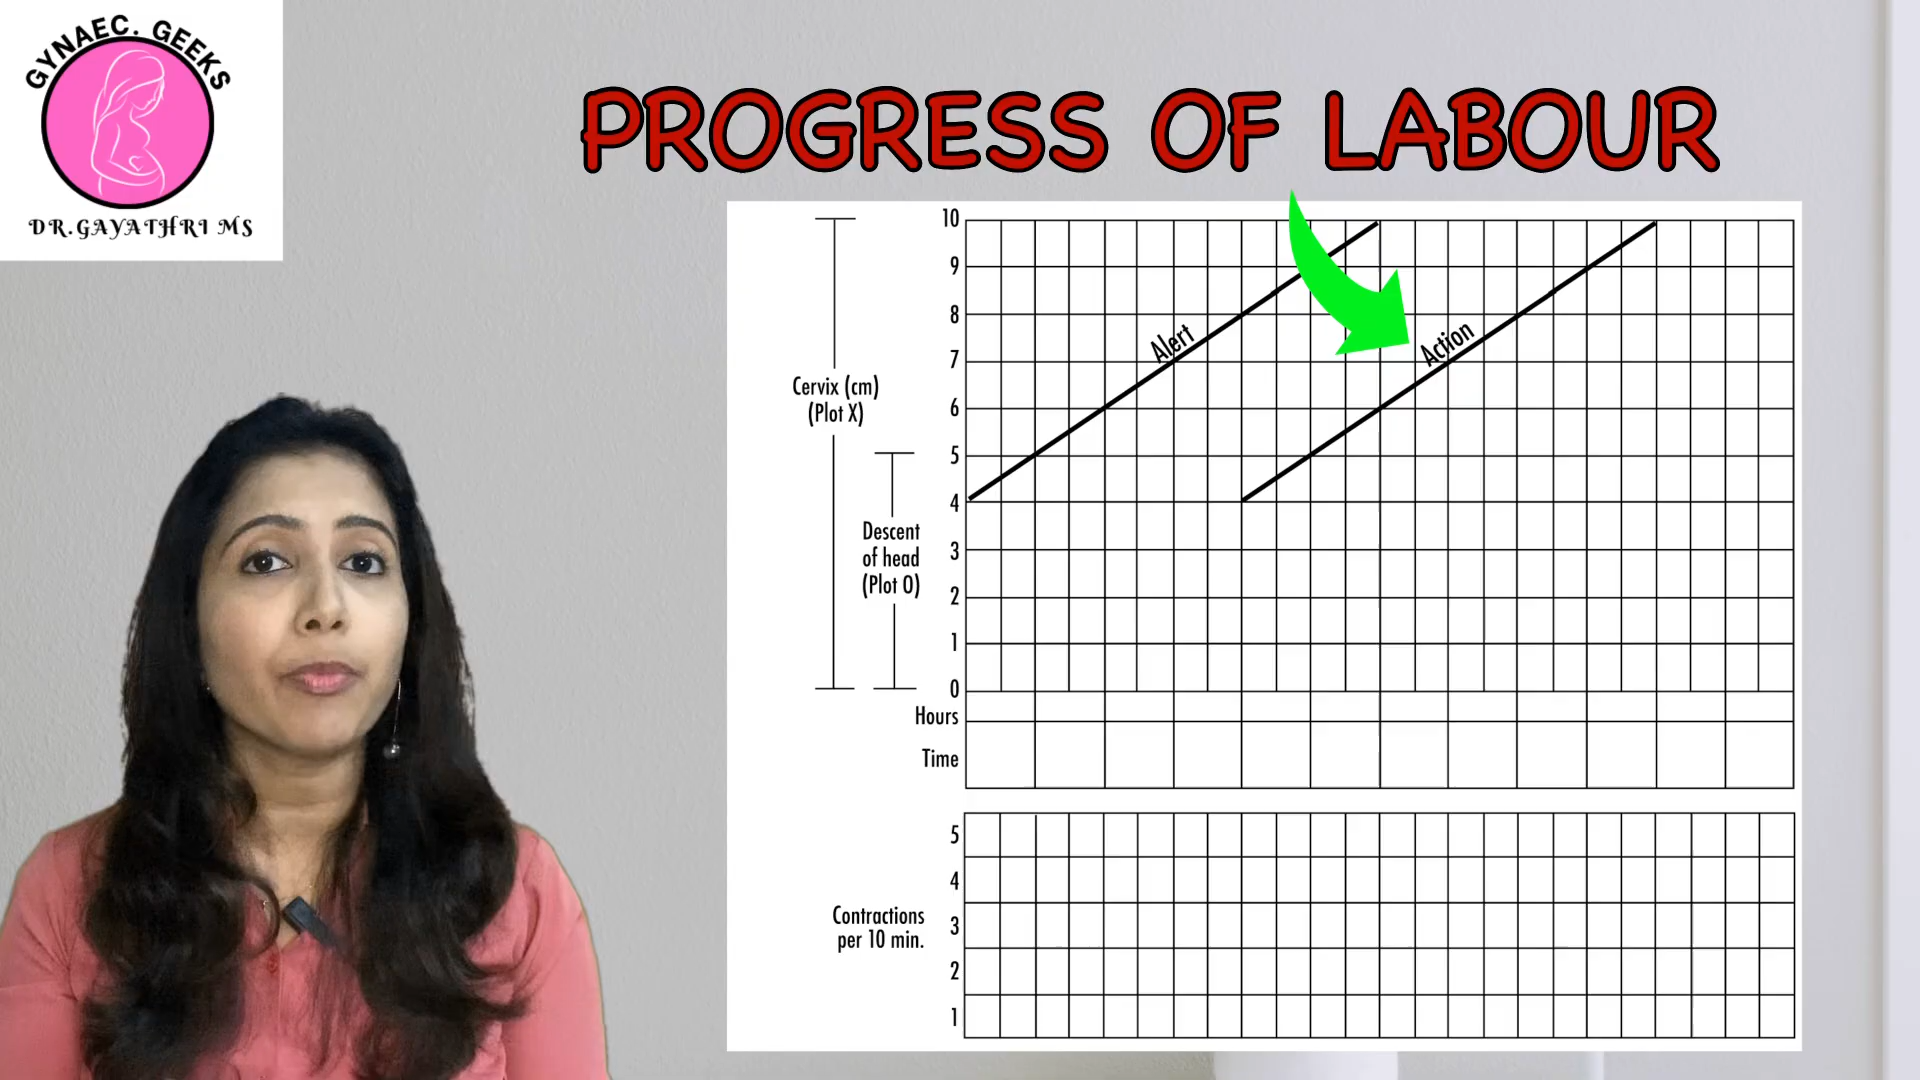 GYNAEC. GEEKS
DR.GAYATHRI MS
PROGRESS OF LABOUR
10
9
8
7
6
5
4
3
2
1
0
Alert
Action
Cervix (cm)
(Plot X)
Descent
of head
(Plot O)
Hours
Time
5
4
3
2
1
Contractions
per 10 min.